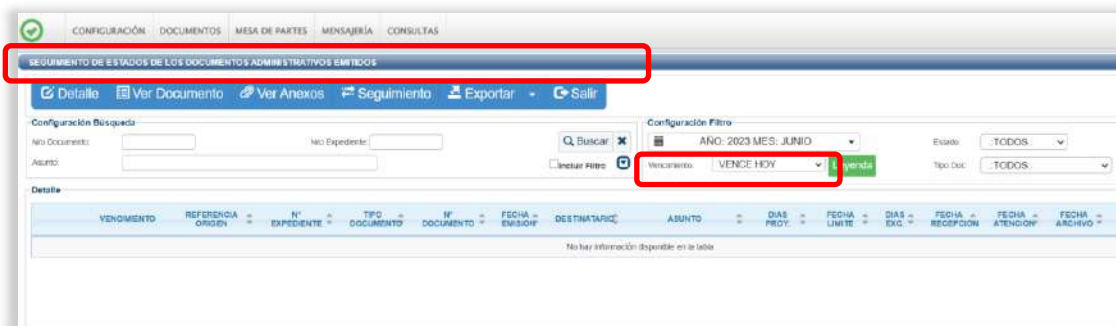 CONFIGURACIÓN DOCUMENTOS MESA DE PARTES MENSAJERÍA CONSULTAS
SEGUIMIENTO DE ESTADOS DE LOS DOCUMENTOS ADMINISTRATIVOS EMITIDOS
Detalle Ver Documento Ver Anexos Seguimiento Exportar Salir
Configuración Búsqueda Configuración Filtro
Nro Documento: Nro Expediente: Buscar AÑO: 2023 MES: JUNIO Estado: .:TODOS:.
Asunto: Incluir Filtro Vencimiento: VENCE HOY Leyenda Tipo Doc: .:TODOS:.
Detalle
VENCIMIENTO REFERENCIA ORIGEN N° EXPEDIENTE TIPO DOCUMENTO N° DOCUMENTO FECHA EMISION DESTINATARIO ASUNTO DIAS PROY. FECHA LIMITE DIAS EXC. FECHA RECEPCION FECHA ATENCION FECHA ARCHIVO
No hay información disponible en la tabla